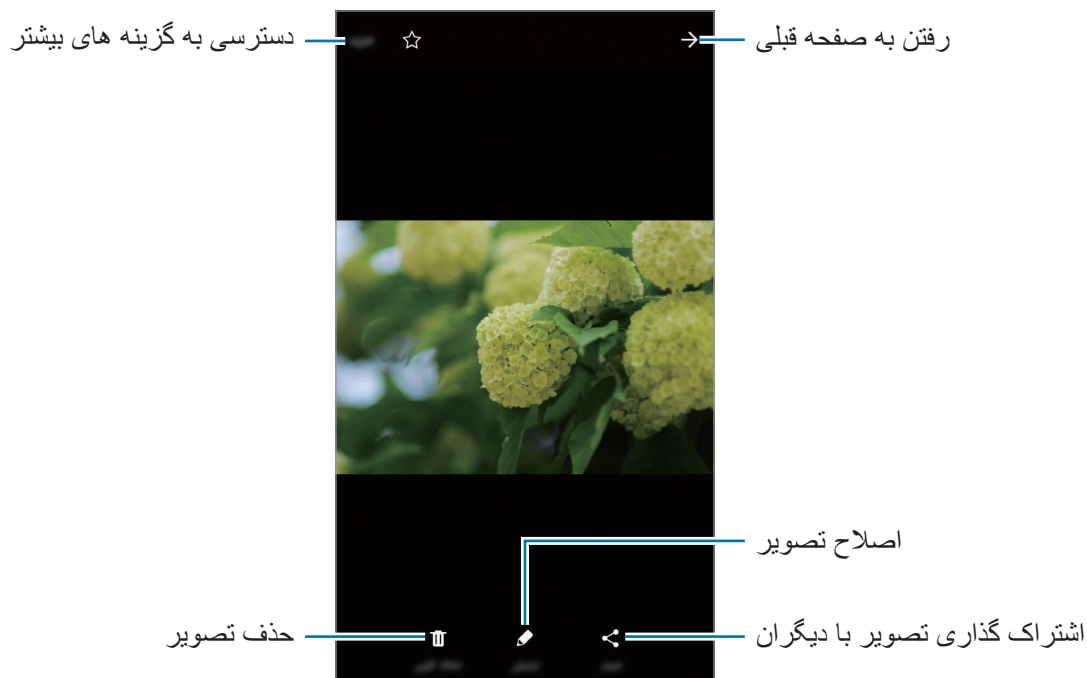 رفتن به صفحه قبلی
دسترسی به گزینه های بیشتر
اصلاح تصویر
اشتراک گذاری تصویر با دیگران
حذف تصویر